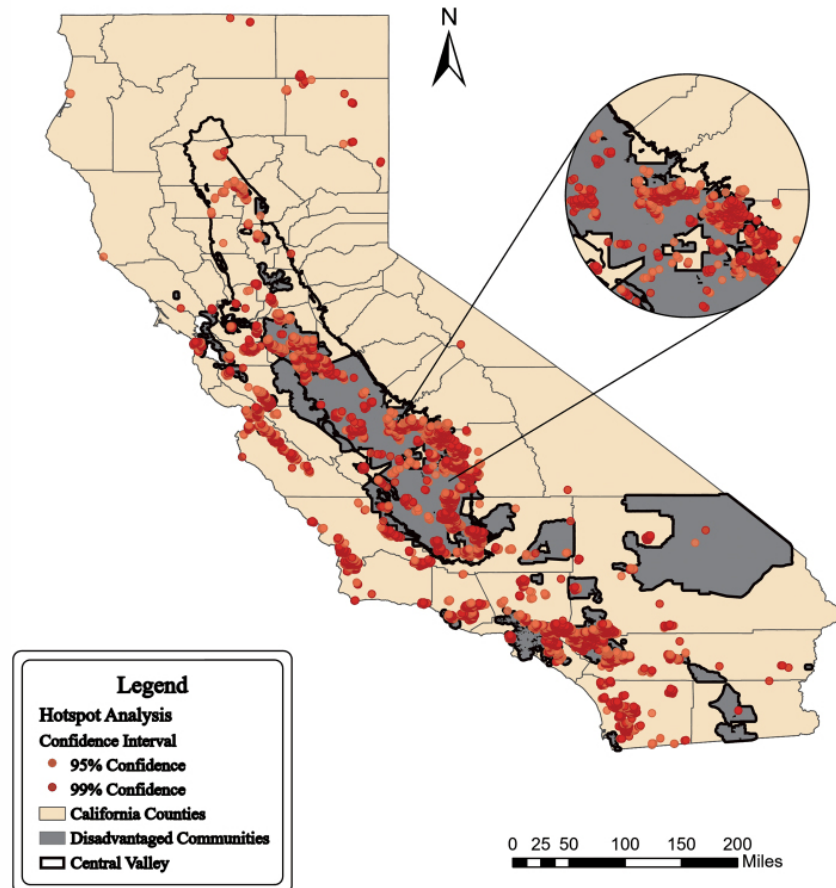 N
Legend
Hotspot Analysis
Confidence Interval
95% Confidence
99% Confidence
California Counties
Disadvantaged Communities
Central Valley
0 25 50 100 150 200
Miles